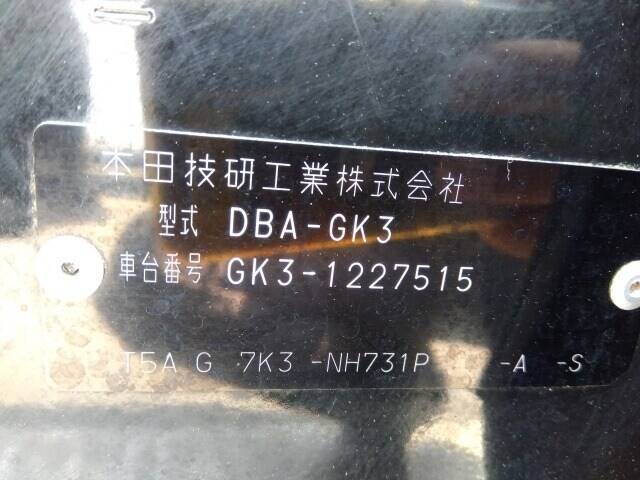 本田技研工業株式会社
型式 DBA-GK3
車台番号 GK3-1227515
T5A G 7K3 -NH731P -A -S